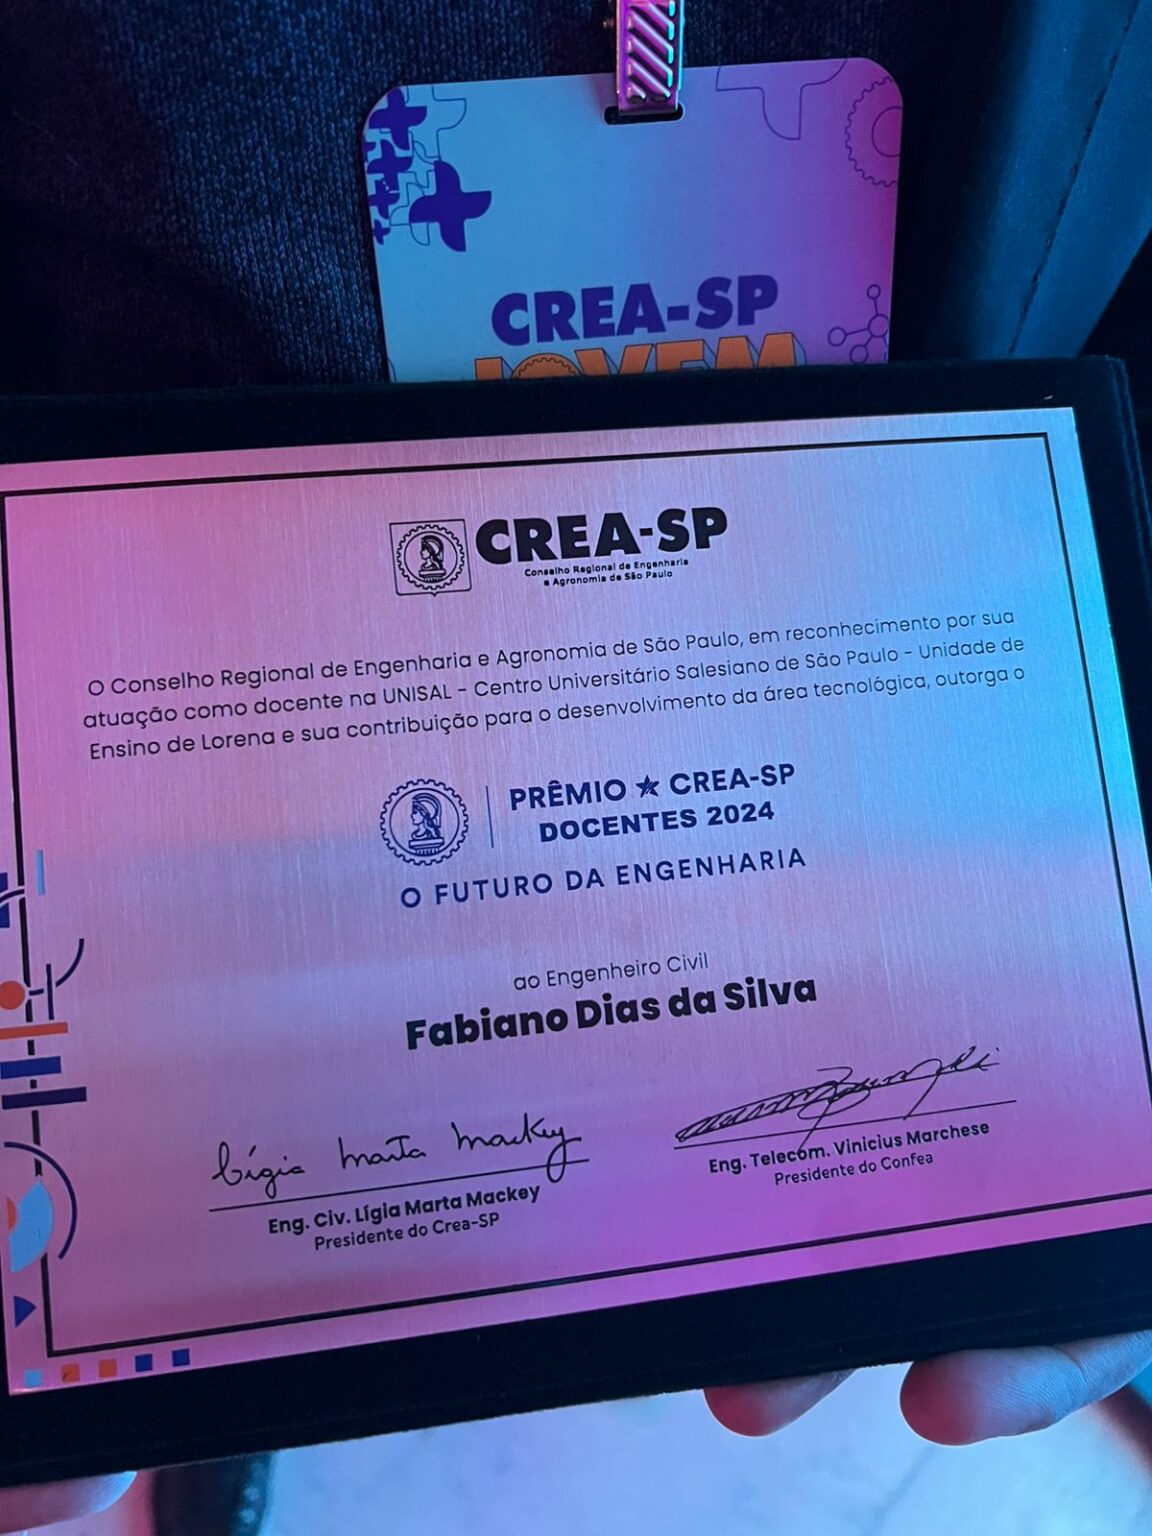 CREA-SP
JOVEM
CREA-SP
Conselho Regional de Engenharia
e Agronomia de São Paulo
O Conselho Regional de Engenharia e Agronomia de São Paulo, em reconhecimento por sua
atuação como docente na UNISAL - Centro Universitário Salesiano de São Paulo - Unidade de
Ensino de Lorena e sua contribuição para o desenvolvimento da área tecnológica, outorga o
PRÊMIO ★ CREA-SP
DOCENTES 2024
O FUTURO DA ENGENHARIA
ao Engenheiro Civil
Fabiano Dias da Silva
Lígia Marta Mackey
Eng. Civ. Lígia Marta Mackey
Presidente do Crea-SP
Eng. Telecom. Vinicius Marchese
Presidente do Confea